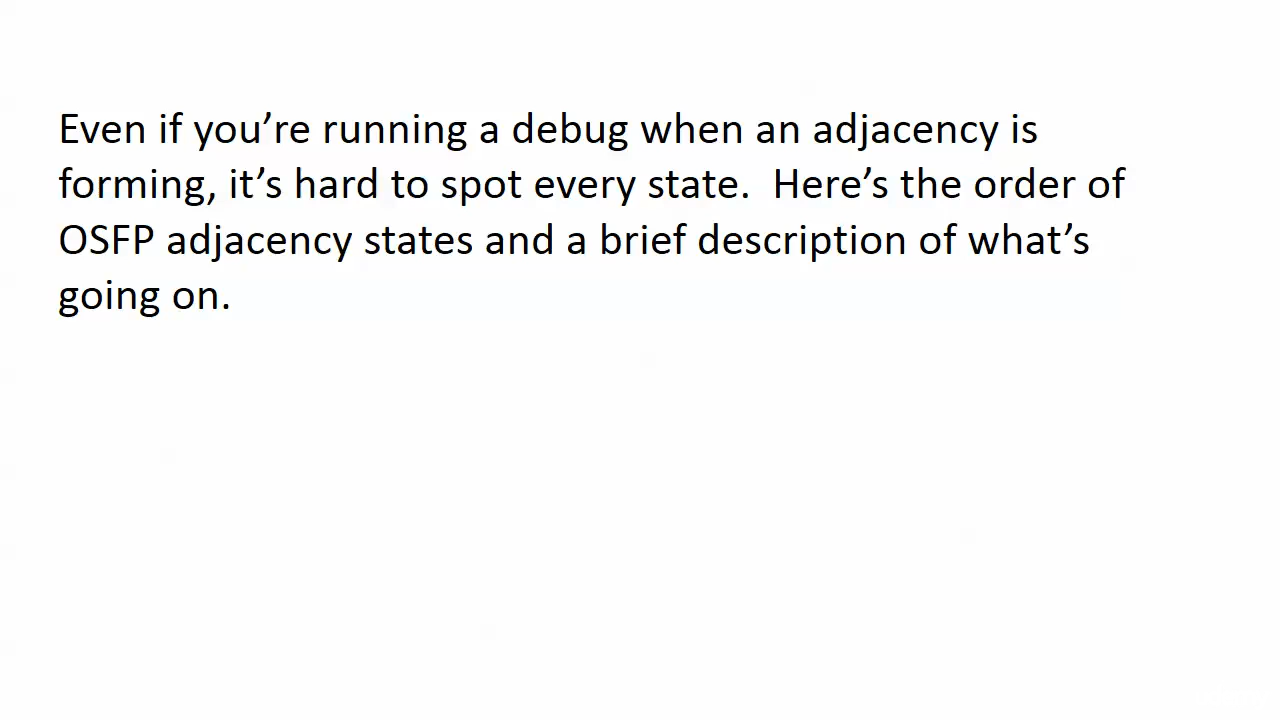 Even if you’re running a debug when an adjacency is
forming, it’s hard to spot every state.  Here’s the order of
OSFP adjacency states and a brief description of what’s
going on.